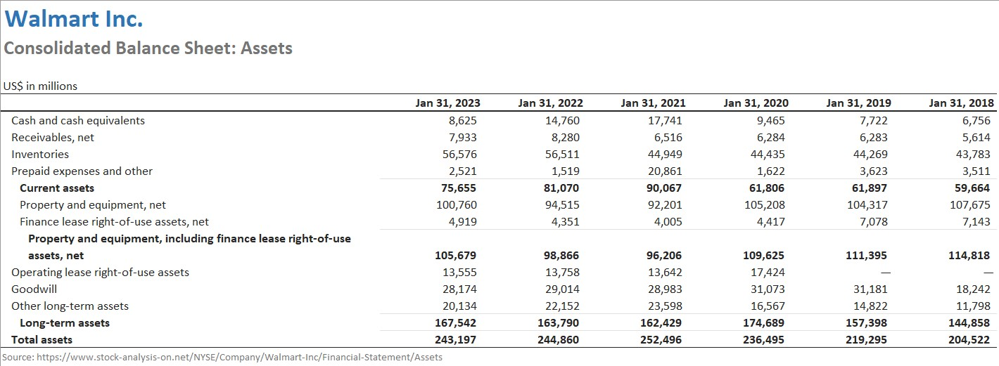 Walmart Inc.
Consolidated Balance Sheet: Assets
US$ in millions
Jan 31, 2023 Jan 31, 2022 Jan 31, 2021 Jan 31, 2020 Jan 31, 2019 Jan 31, 2018
Cash and cash equivalents 8,625 14,760 17,741 9,465 7,722 6,756
Receivables, net 7,933 8,280 6,516 6,284 6,283 5,614
Inventories 56,576 56,511 44,949 44,435 44,269 43,783
Prepaid expenses and other 2,521 1,519 20,861 1,622 3,623 3,511
Current assets 75,655 81,070 90,067 61,806 61,897 59,664
Property and equipment, net 100,760 94,515 92,201 105,208 104,317 107,675
Finance lease right-of-use assets, net 4,919 4,351 4,005 4,417 7,078 7,143
Property and equipment, including finance lease right-of-use
assets, net 105,679 98,866 96,206 109,625 111,395 114,818
Operating lease right-of-use assets 13,555 13,758 13,642 17,424 — —
Goodwill 28,174 29,014 28,983 31,073 31,181 18,242
Other long-term assets 20,134 22,152 23,598 16,567 14,822 11,798
Long-term assets 167,542 163,790 162,429 174,689 157,398 144,858
Total assets 243,197 244,860 252,496 236,495 219,295 204,522
Source: https://www.stock-analysis-on.net/NYSE/Company/Walmart-Inc/Financial-Statement/Assets